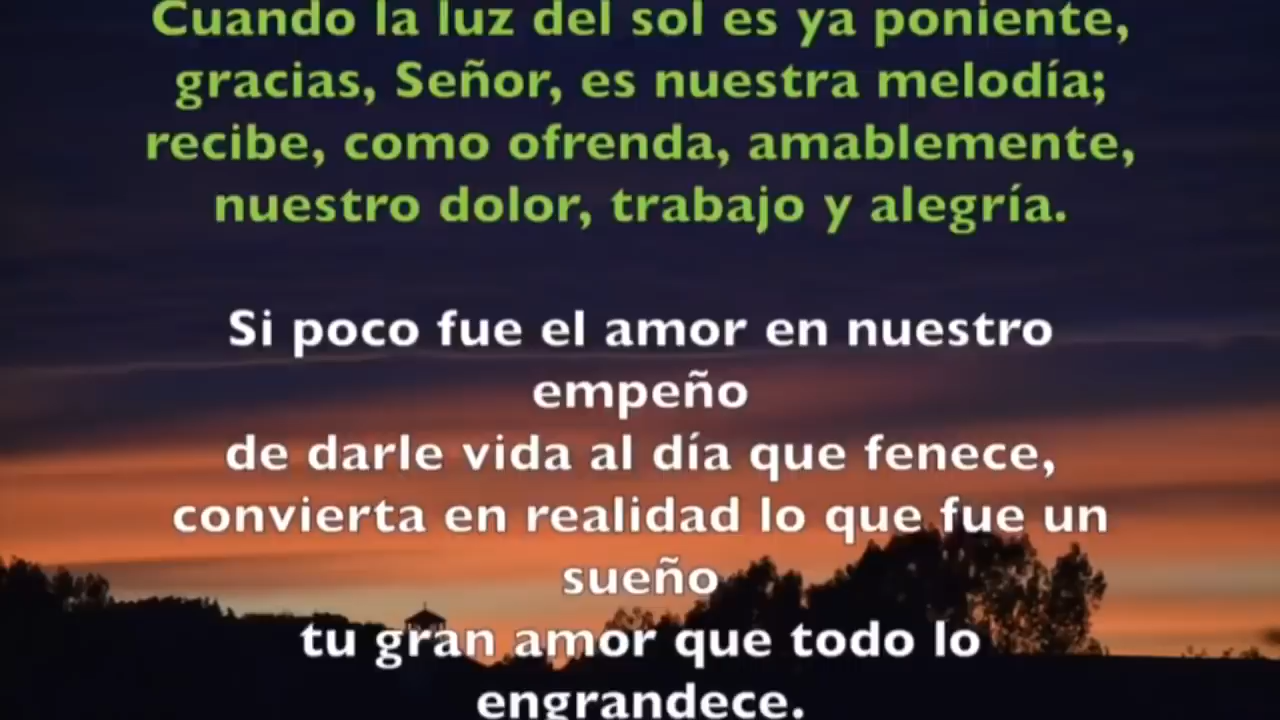 Cuando la luz del sol es ya poniente,
gracias, Señor, es nuestra melodía;
recibe, como ofrenda, amablemente,
nuestro dolor, trabajo y alegría.
Si poco fue el amor en nuestro
empeño
de darle vida al día que fenece,
convierta en realidad lo que fue un
sueño
tu gran amor que todo lo
engrandece.